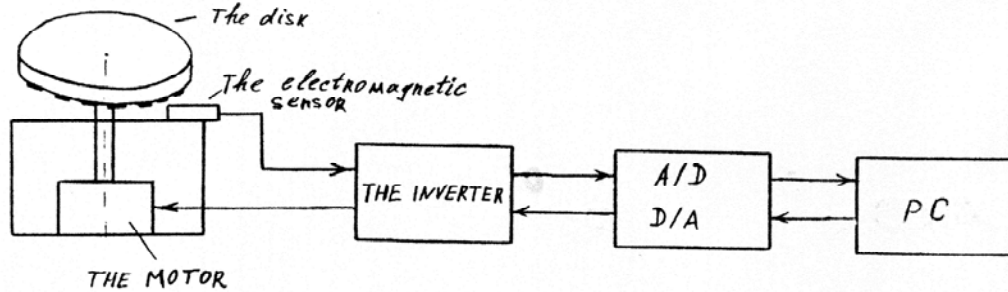 The disk
The electromagnetic
sensor
THE INVERTER
A/D
D/A
PC
THE MOTOR